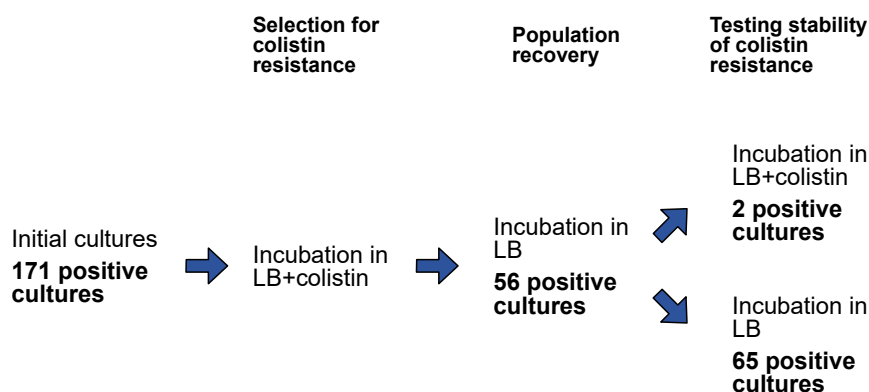 Selection for
colistin
resistance
Population
recovery
Testing stability
of colistin
resistance
Initial cultures
171 positive
cultures
Incubation in
LB+colistin
Incubation in
LB
56 positive
cultures
Incubation in
LB+colistin
2 positive
cultures
Incubation in
LB
65 positive
cultures